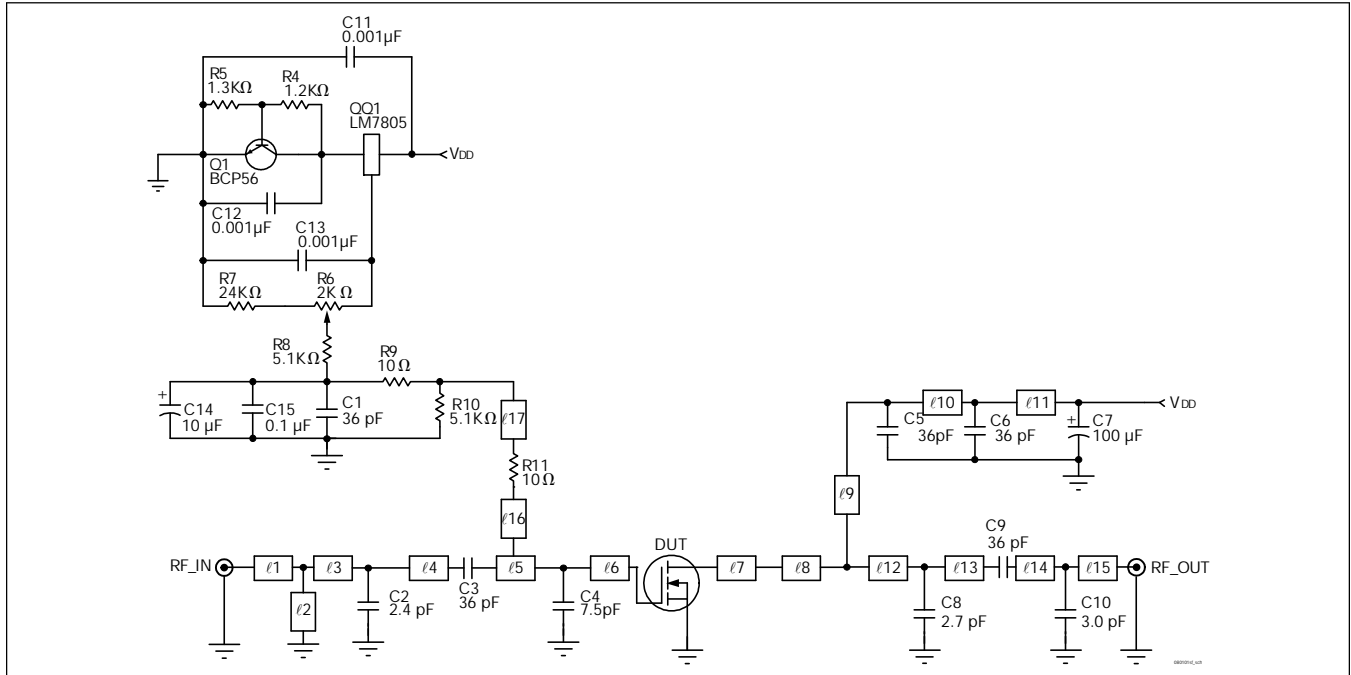 C11
0.001µF
R5
1.3KΩ
R4
1.2KΩ
QQ1
LM7805
VDD
Q1
BCP56
C12
0.001µF
C13
0.001µF
R7
24KΩ
R6
2KΩ
R8
5.1KΩ
R9
10Ω
+
C14
10 µF
C15
0.1 µF
C1
36 pF
R10
5.1KΩ
ℓ17
R11
10Ω
ℓ16
ℓ10
ℓ11
VDD
C5
36pF
C6
36 pF
+
C7
100 µF
ℓ9
RF_IN
ℓ1
ℓ2
ℓ3
C2
2.4 pF
ℓ4
C3
36 pF
ℓ5
C4
7.5pF
ℓ6
DUT
ℓ7
ℓ8
ℓ12
C8
2.7 pF
ℓ13
C9
36 pF
ℓ14
C10
3.0 pF
ℓ15
RF_OUT